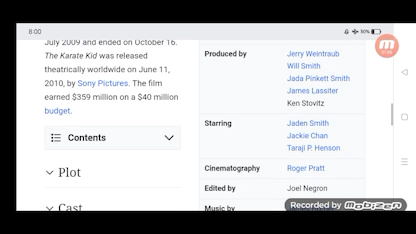 8:00
50%
July 2009 and ended on October 16.
The Karate Kid was released
theatrically worldwide on June 11,
2010, by Sony Pictures. The film
earned $359 million on a $40 million
budget.
Contents
Plot
Cast
Produced by
Jerry Weintraub
Will Smith
Jada Pinkett Smith
James Lassiter
Ken Stovitz
Starring
Jaden Smith
Jackie Chan
Taraji P. Henson
Cinematography
Roger Pratt
Edited by
Joel Negron
Music by
Recorded by
MOBIZEN